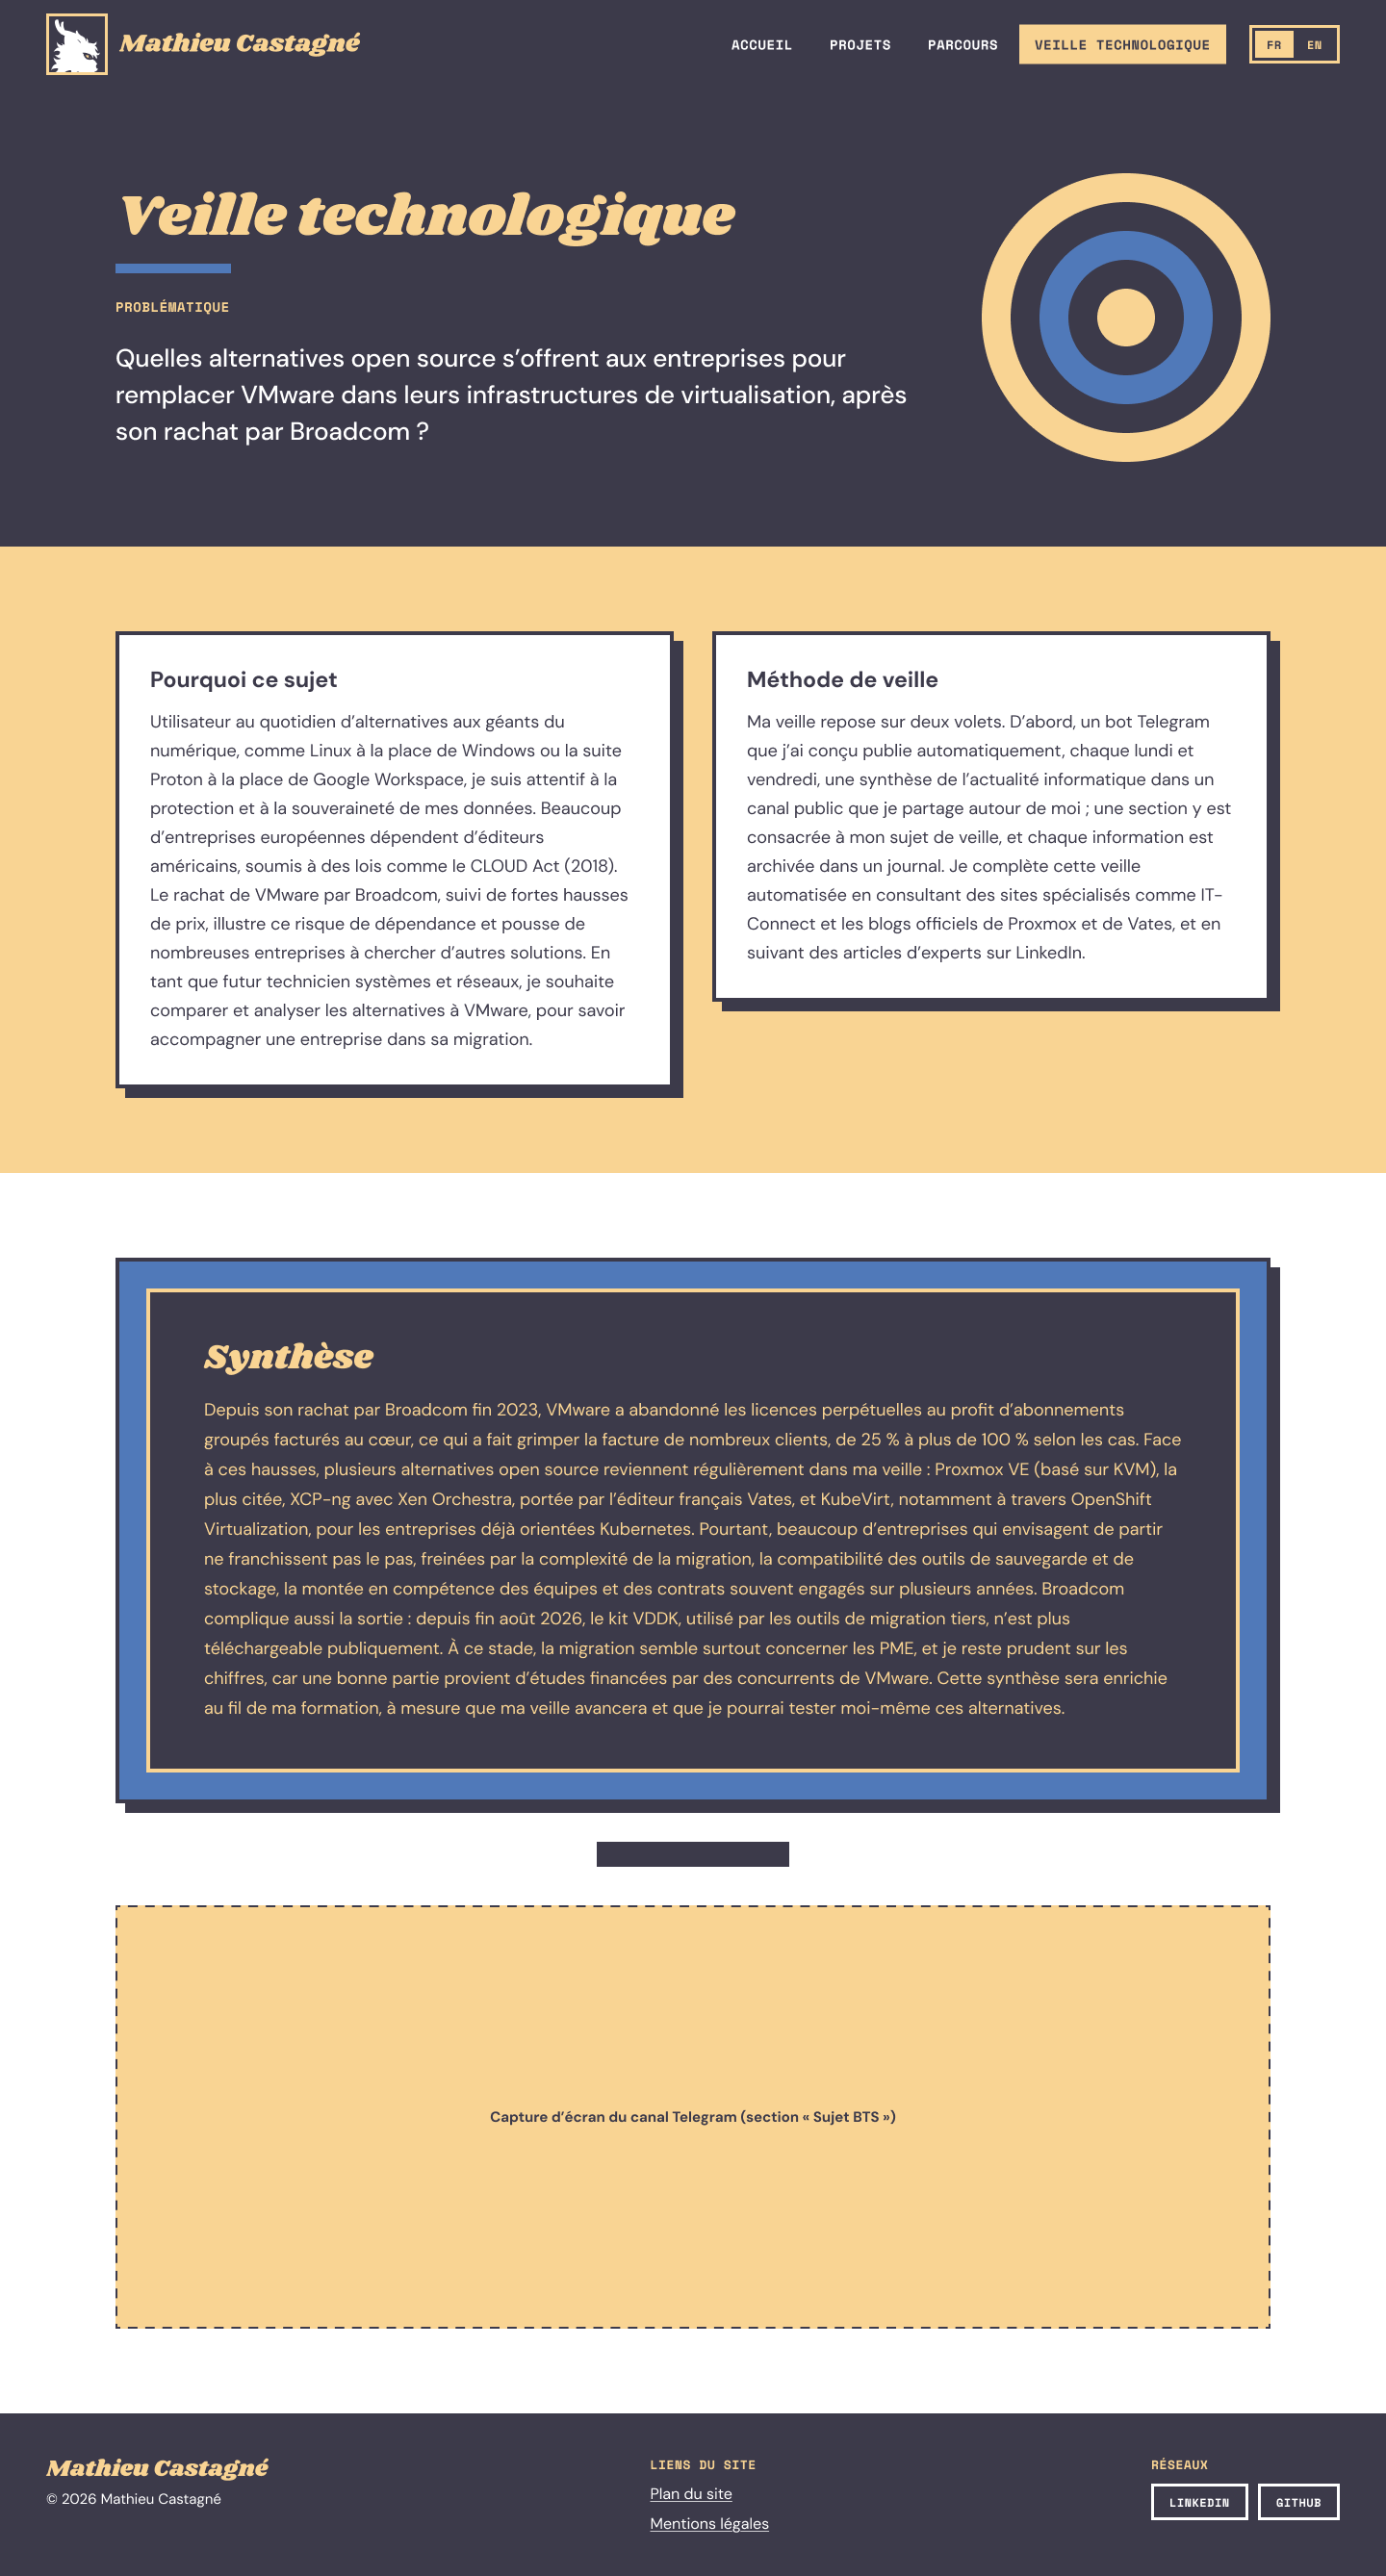 Mathieu Castagné
ACCUEIL PROJETS PARCOURS VEILLE TECHNOLOGIQUE FR EN
Veille technologique
PROBLÉMATIQUE
Quelles alternatives open source s’offrent aux entreprises pour
remplacer VMware dans leurs infrastructures de virtualisation, après
son rachat par Broadcom ?
Pourquoi ce sujet
Utilisateur au quotidien d’alternatives aux géants du
numérique, comme Linux à la place de Windows ou la suite
Proton à la place de Google Workspace, je suis attentif à la
protection et à la souveraineté de mes données. Beaucoup
d’entreprises européennes dépendent d’éditeurs
américains, soumis à des lois comme le CLOUD Act (2018).
Le rachat de VMware par Broadcom, suivi de fortes hausses
de prix, illustre ce risque de dépendance et pousse de
nombreuses entreprises à chercher d’autres solutions. En
tant que futur technicien systèmes et réseaux, je souhaite
comparer et analyser les alternatives à VMware, pour savoir
accompagner une entreprise dans sa migration.
Méthode de veille
Ma veille repose sur deux volets. D’abord, un bot Telegram
que j’ai conçu publie automatiquement, chaque lundi et
vendredi, une synthèse de l’actualité informatique dans un
canal public que je partage autour de moi ; une section y est
consacrée à mon sujet de veille, et chaque information est
archivée dans un journal. Je complète cette veille
automatisée en consultant des sites spécialisés comme IT-
Connect et les blogs officiels de Proxmox et de Vates, et en
suivant des articles d’experts sur LinkedIn.
Synthèse
Depuis son rachat par Broadcom fin 2023, VMware a abandonné les licences perpétuelles au profit d’abonnements
groupés facturés au cœur, ce qui a fait grimper la facture de nombreux clients, de 25 % à plus de 100 % selon les cas. Face
à ces hausses, plusieurs alternatives open source reviennent régulièrement dans ma veille : Proxmox VE (basé sur KVM), la
plus citée, XCP-ng avec Xen Orchestra, portée par l’éditeur français Vates, et KubeVirt, notamment à travers OpenShift
Virtualization, pour les entreprises déjà orientées Kubernetes. Pourtant, beaucoup d’entreprises qui envisagent de partir
ne franchissent pas le pas, freinées par la complexité de la migration, la compatibilité des outils de sauvegarde et de
stockage, la montée en compétence des équipes et des contrats souvent engagés sur plusieurs années. Broadcom
complique aussi la sortie : depuis fin août 2026, le kit VDDK, utilisé par les outils de migration tiers, n’est plus
téléchargeable publiquement. À ce stade, la migration semble surtout concerner les PME, et je reste prudent sur les
chiffres, car une bonne partie provient d’études financées par des concurrents de VMware. Cette synthèse sera enrichie
au fil de ma formation, à mesure que ma veille avancera et que je pourrai tester moi-même ces alternatives.
Capture d’écran du canal Telegram (section « Sujet BTS »)
Mathieu Castagné
© 2026 Mathieu Castagné
LIENS DU SITE
Plan du site
Mentions légales
RÉSEAUX
LINKEDIN GITHUB